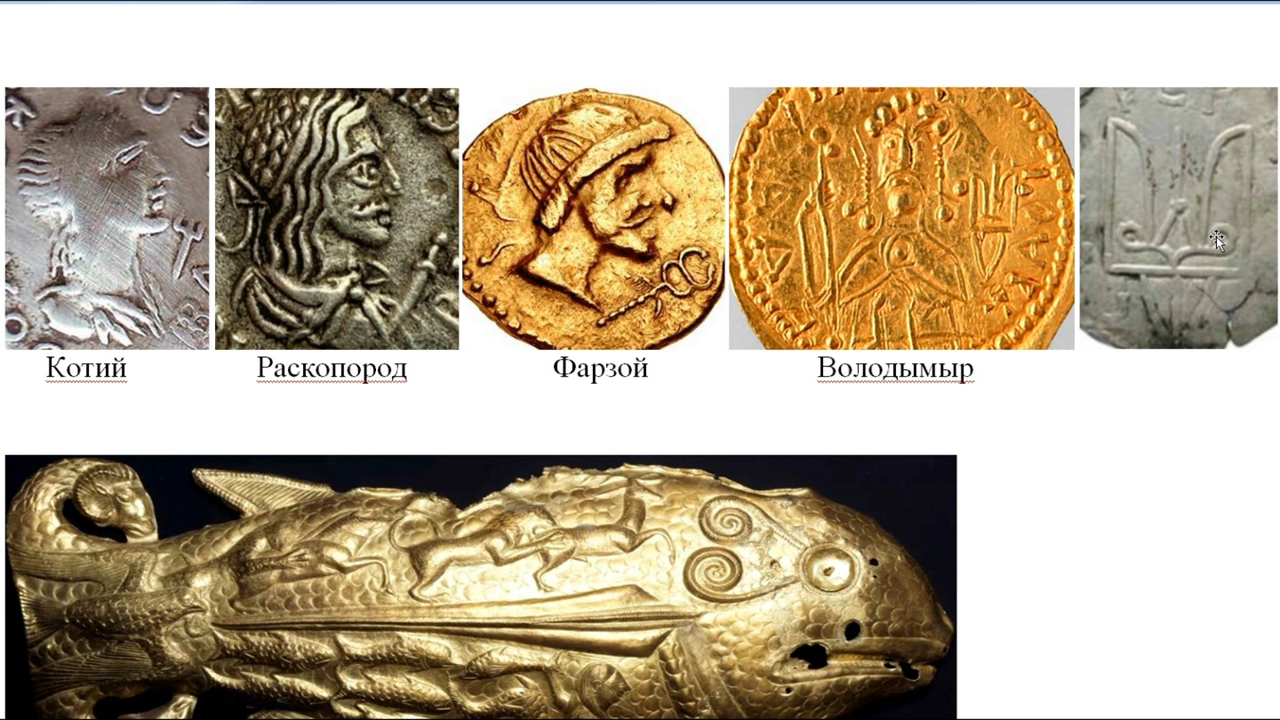 Котий Раскопород Фарзой Володымыр